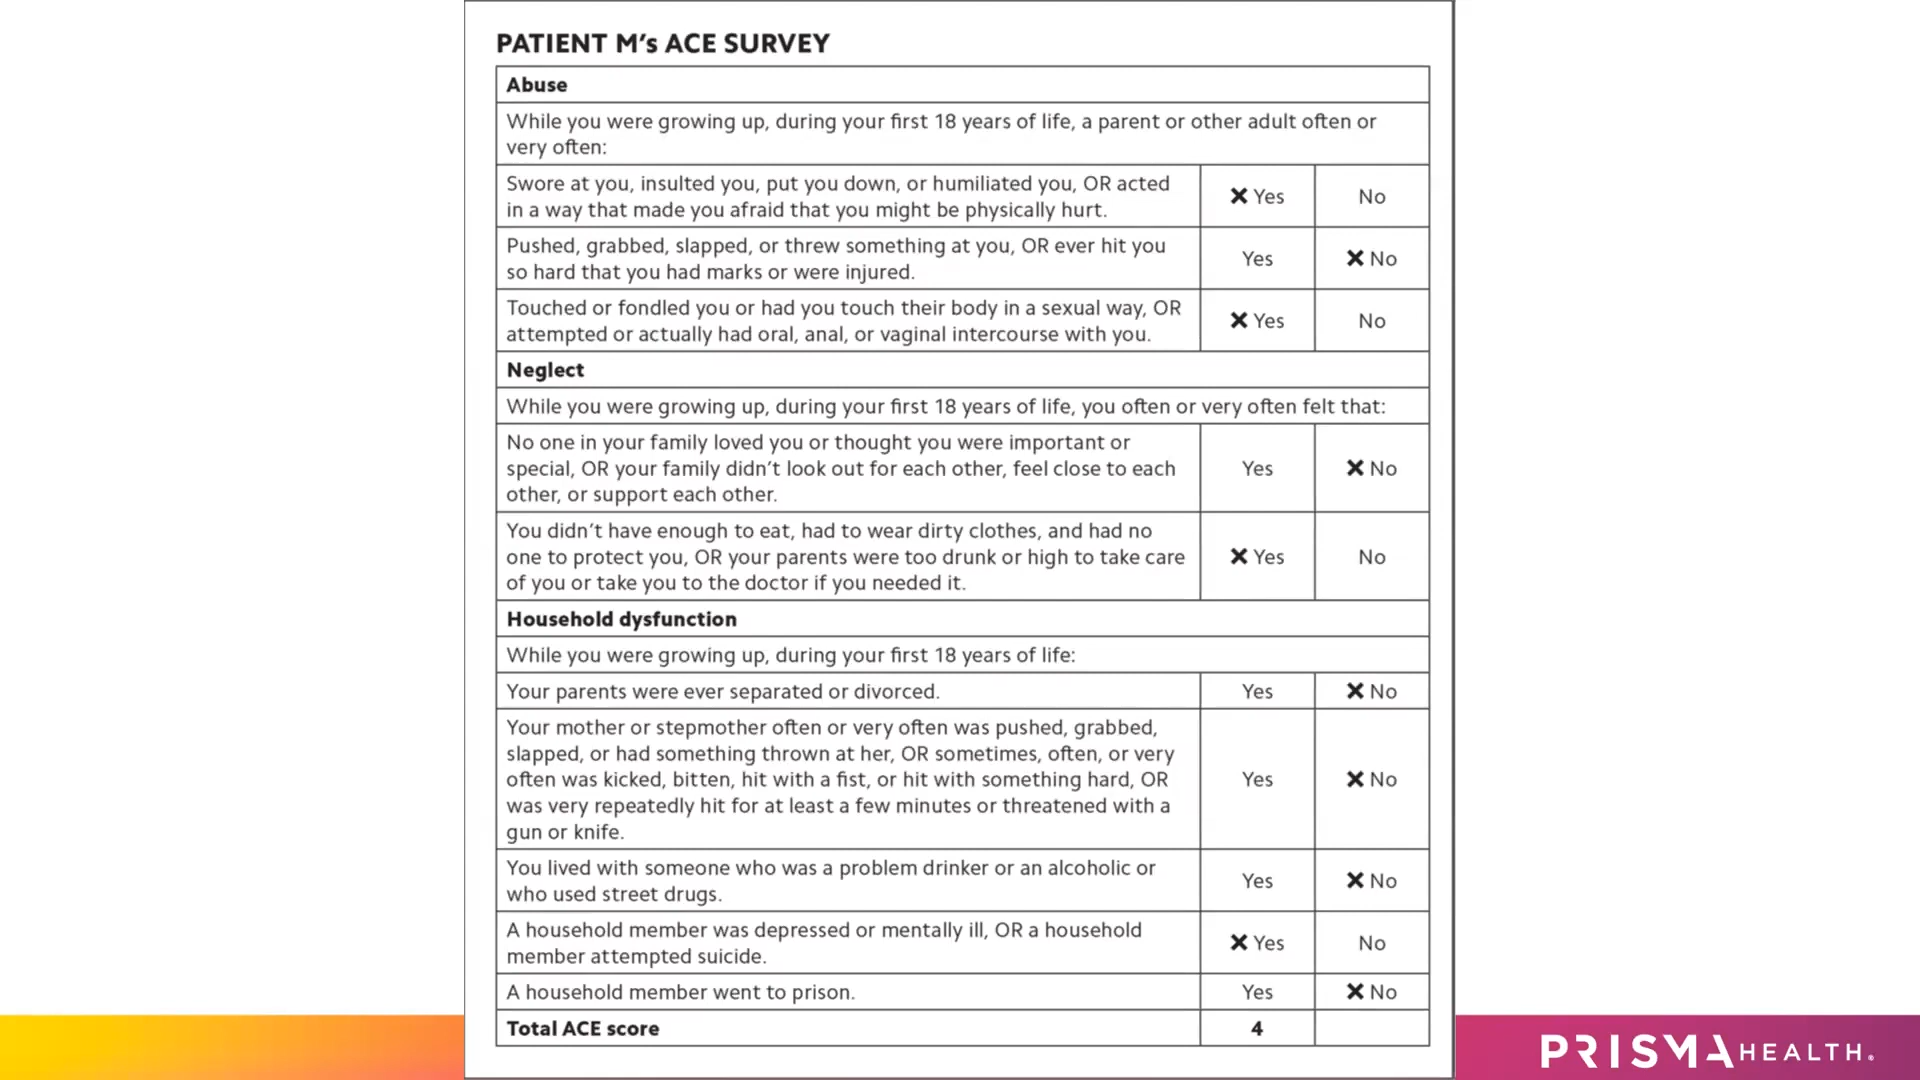 PATIENT M's ACE SURVEY
Abuse
While you were growing up, during your first 18 years of life, a parent or other adult often or
very often:
Swore at you, insulted you, put you down, or humiliated you, OR acted
in a way that made you afraid that you might be physically hurt.
✖ Yes
No
Pushed, grabbed, slapped, or threw something at you, OR ever hit you
so hard that you had marks or were injured.
Yes
✖ No
Touched or fondled you or had you touch their body in a sexual way, OR
attempted or actually had oral, anal, or vaginal intercourse with you.
✖ Yes
No
Neglect
While you were growing up, during your first 18 years of life, you often or very often felt that:
No one in your family loved you or thought you were important or
special, OR your family didn't look out for each other, feel close to each
other, or support each other.
Yes
✖ No
You didn't have enough to eat, had to wear dirty clothes, and had no
one to protect you, OR your parents were too drunk or high to take care
of you or take you to the doctor if you needed it.
✖ Yes
No
Household dysfunction
While you were growing up, during your first 18 years of life:
Your parents were ever separated or divorced.
Yes
✖ No
Your mother or stepmother often or very often was pushed, grabbed,
slapped, or had something thrown at her, OR sometimes, often, or very
often was kicked, bitten, hit with a fist, or hit with something hard, OR
was very repeatedly hit for at least a few minutes or threatened with a
gun or knife.
Yes
✖ No
You lived with someone who was a problem drinker or an alcoholic or
who used street drugs.
Yes
✖ No
A household member was depressed or mentally ill, OR a household
member attempted suicide.
✖ Yes
No
A household member went to prison.
Yes
✖ No
Total ACE score
4
PRISMA HEALTH®